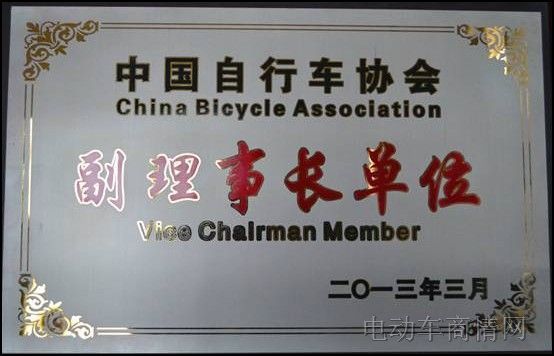 中国自行车协会
China Bicycle Association
副理事长单位
Vice Chairman Member
二〇一三年三月
电动车商情网